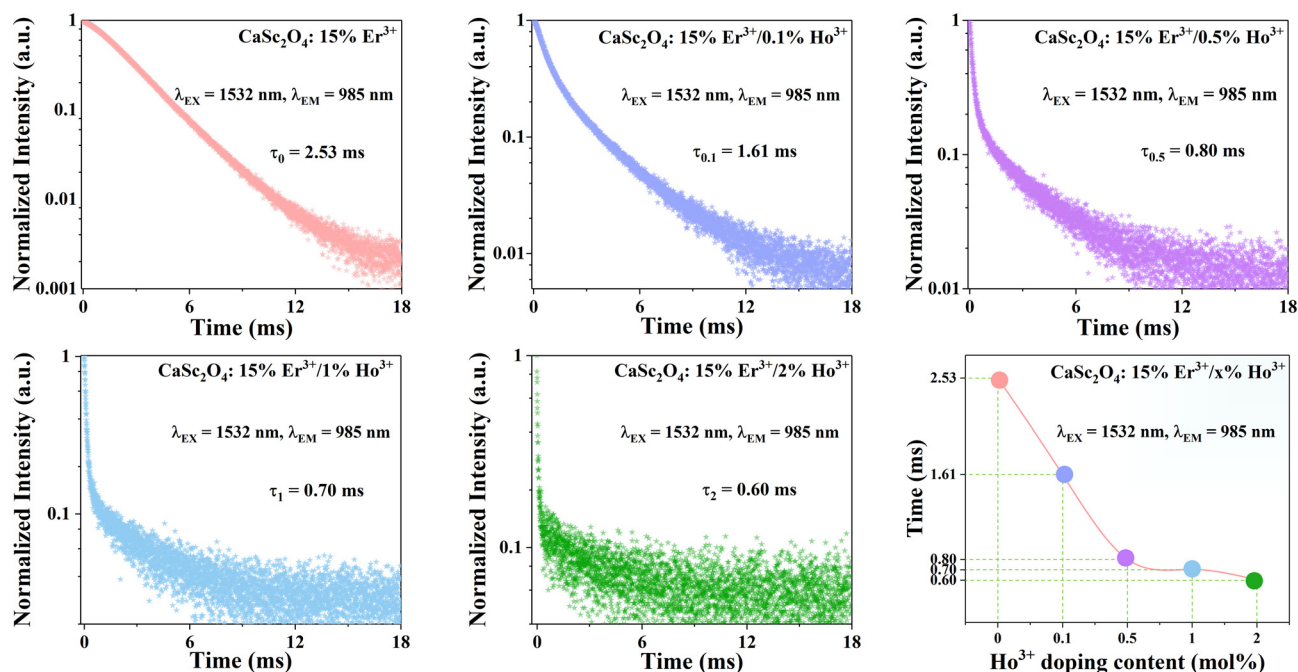 Normalized Intensity (a.u.)
1
0.1
0.01
0.001
CaSc₂O₄: 15% Er³⁺
λEX = 1532 nm, λEM = 985 nm
τ₀ = 2.53 ms
0 6 12 18
Time (ms)
Normalized Intensity (a.u.)
1
0.1
0.01
CaSc₂O₄: 15% Er³⁺/0.1% Ho³⁺
λEX = 1532 nm, λEM = 985 nm
τ₀.₁ = 1.61 ms
0 6 12 18
Time (ms)
Normalized Intensity (a.u.)
1
0.1
0.01
CaSc₂O₄: 15% Er³⁺/0.5% Ho³⁺
λEX = 1532 nm, λEM = 985 nm
τ₀.₅ = 0.80 ms
0 6 12 18
Time (ms)
Normalized Intensity (a.u.)
1
0.1
CaSc₂O₄: 15% Er³⁺/1% Ho³⁺
λEX = 1532 nm, λEM = 985 nm
τ₁ = 0.70 ms
0 6 12 18
Time (ms)
Normalized Intensity (a.u.)
1
0.1
CaSc₂O₄: 15% Er³⁺/2% Ho³⁺
λEX = 1532 nm, λEM = 985 nm
τ₂ = 0.60 ms
0 6 12 18
Time (ms)
Time (ms)
2.53
1.61
0.80
0.70
0.60
CaSc₂O₄: 15% Er³⁺/x% Ho³⁺
λEX = 1532 nm, λEM = 985 nm
0 0.1 0.5 1 2
Ho³⁺ doping content (mol%)